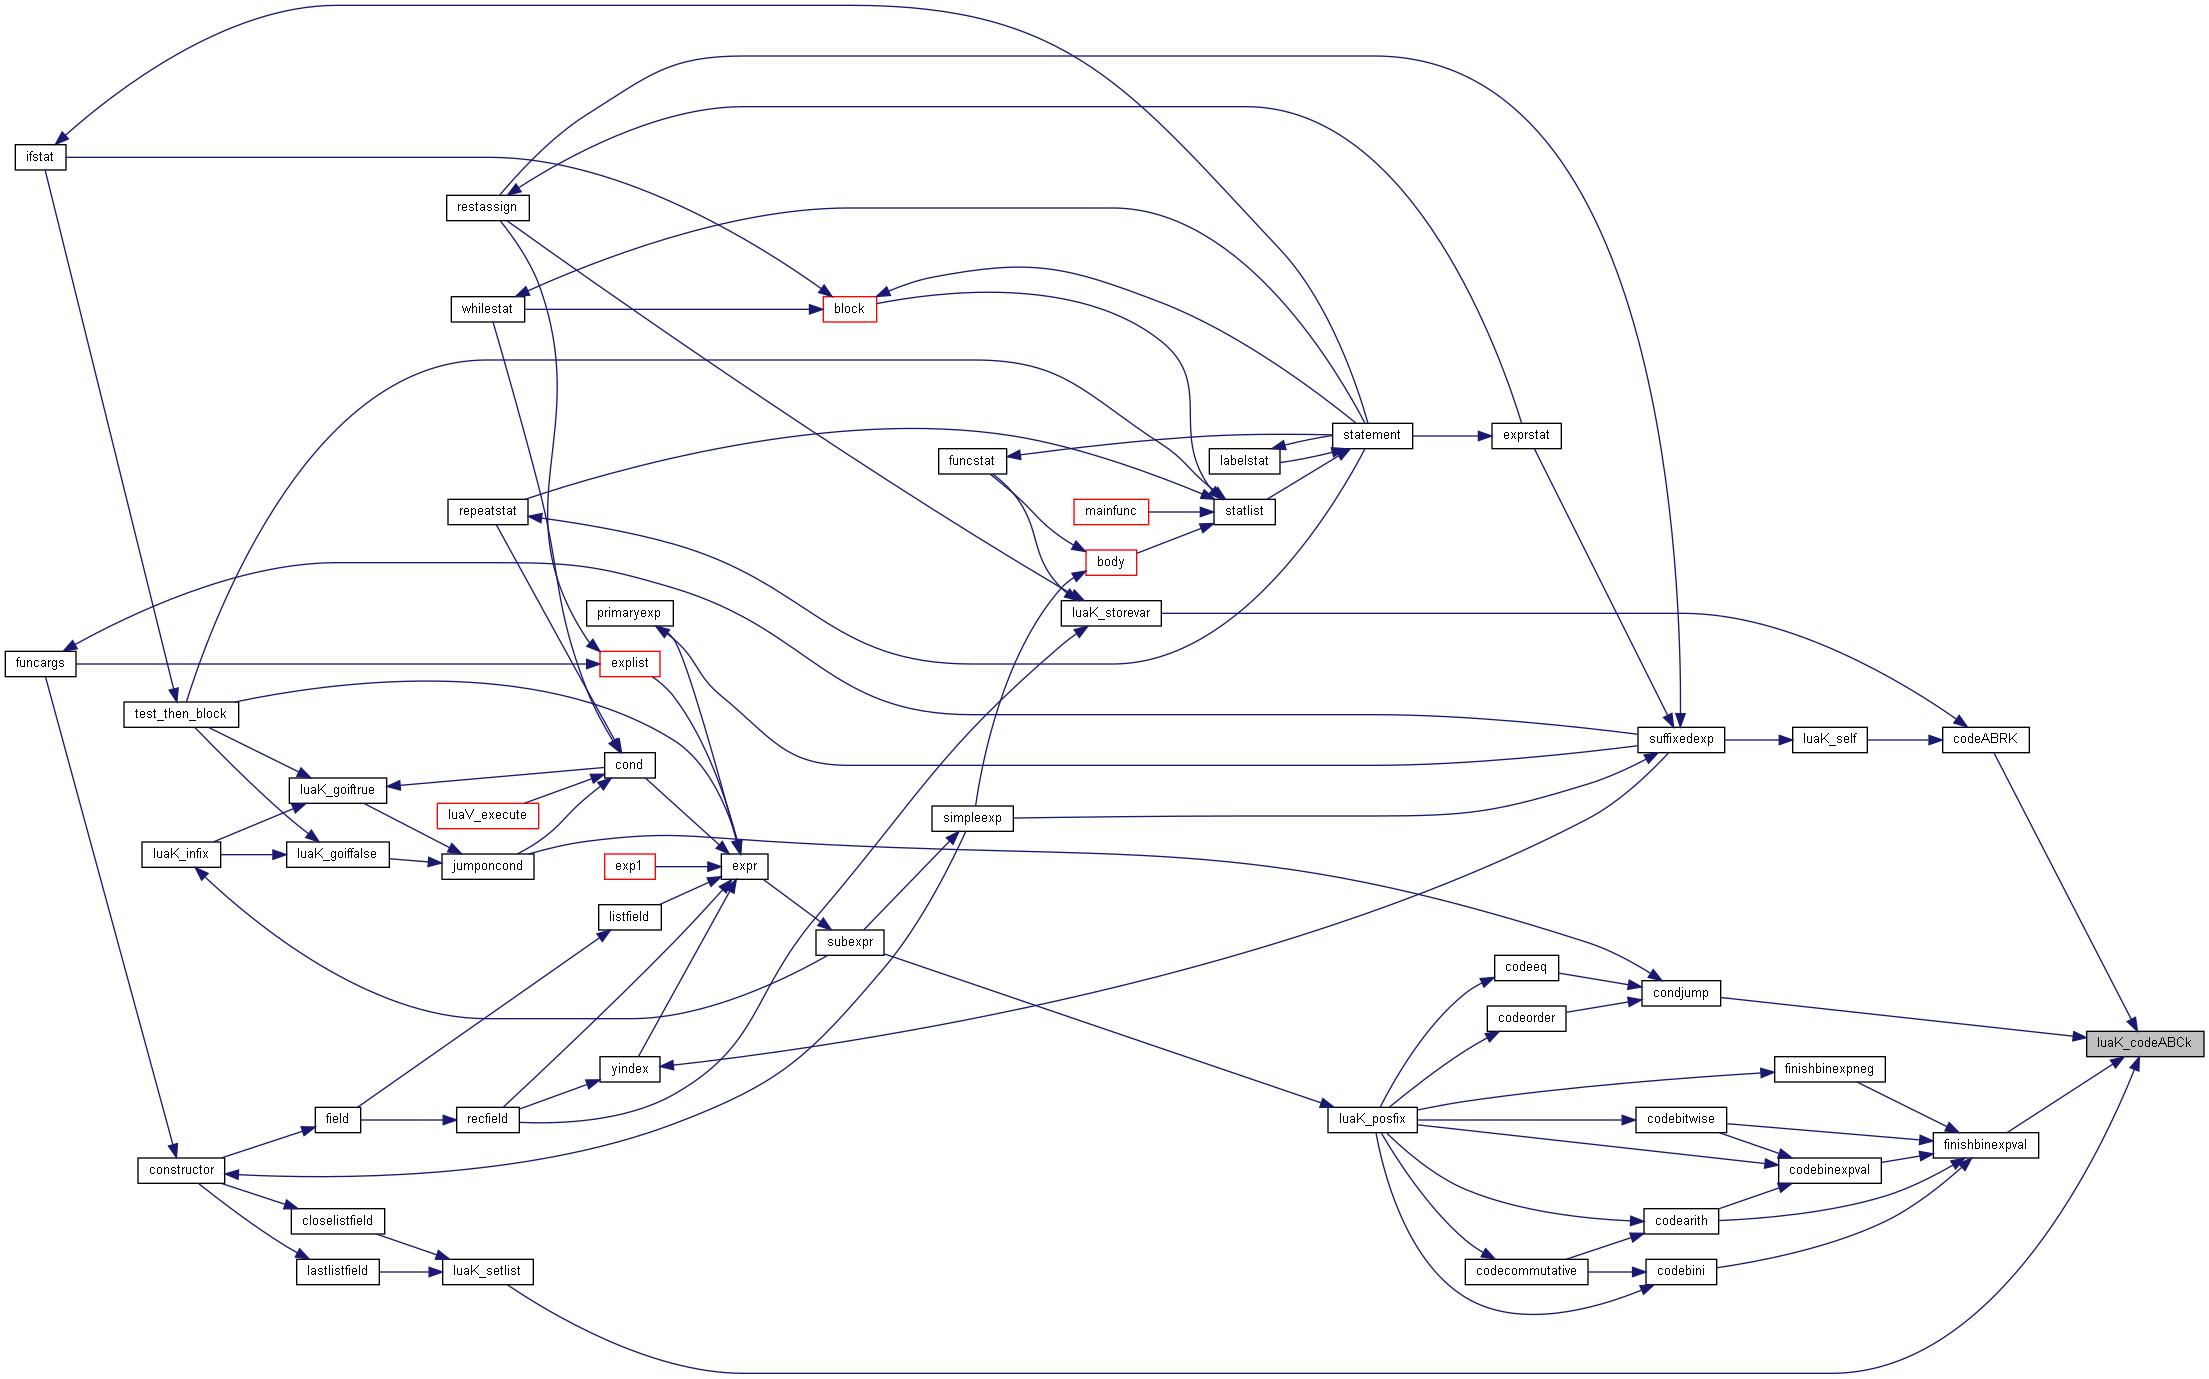 ifstat
restassign
whilestat
block
statement
exprstat
funcstat
labelstat
repeatstat
mainfunc
statlist
body
primaryexp
luaK_storevar
funcargs
explist
test_then_block
suffixedexp
luaK_self
codeABRK
cond
luaK_goiftrue
luaV_execute
simpleexp
luaK_infix
luaK_goiffalse
jumponcond
exp1
expr
listfield
subexpr
codeeq
condjump
codeorder
luaK_codeABCk
yindex
finishbinexpneg
field
recfield
luaK_posfix
codebitwise
finishbinexpval
constructor
codebinexpval
closelistfield
codearith
lastlistfield
luaK_setlist
codecommutative
codebini